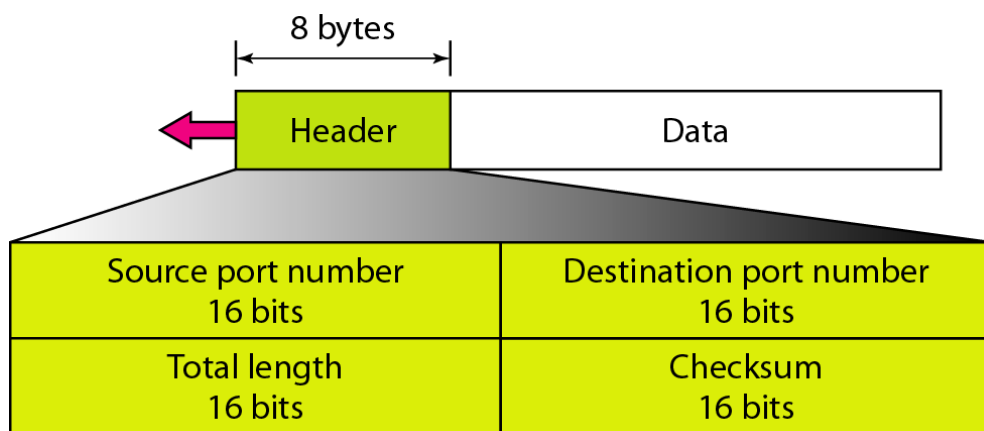 8 bytes
Header
Data
Source port number
16 bits
Destination port number
16 bits
Total length
16 bits
Checksum
16 bits